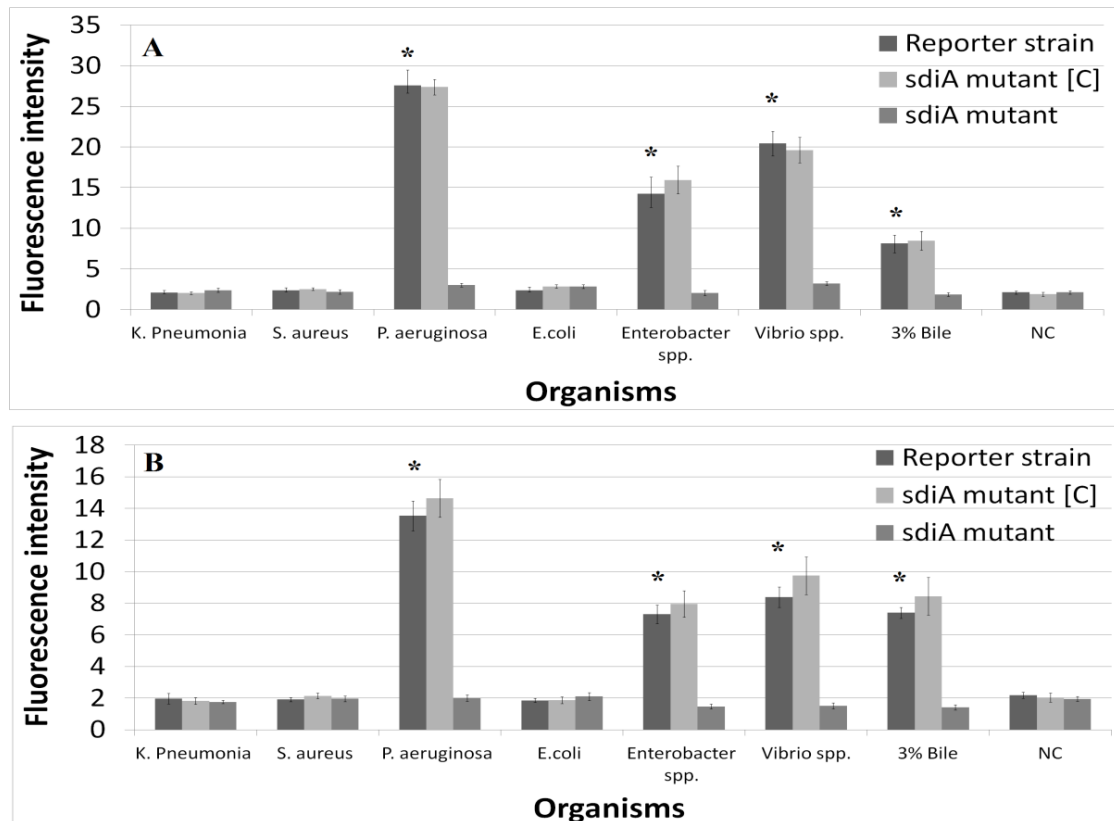 A
Fluorescence intensity
35
30
25
20
15
10
5
0
Reporter strain
sdiA mutant [C]
sdiA mutant
* * * *
K. Pneumonia S. aureus P. aeruginosa E.coli Enterobacter spp. Vibrio spp. 3% Bile NC
Organisms
B
Fluorescence intensity
18
16
14
12
10
8
6
4
2
0
Reporter strain
sdiA mutant [C]
sdiA mutant
* * * *
K. Pneumonia S. aureus P. aeruginosa E.coli Enterobacter spp. Vibrio spp. 3% Bile NC
Organisms